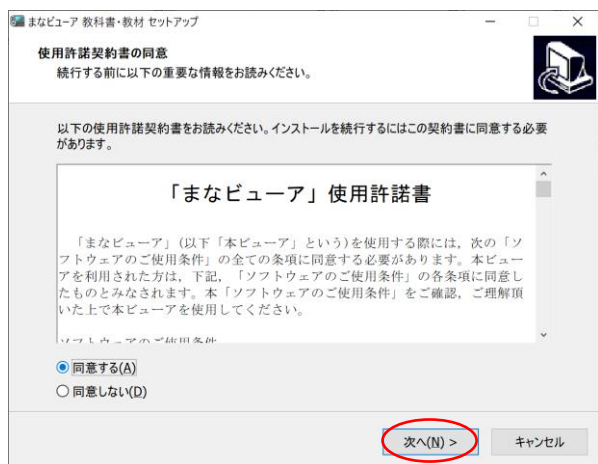 まなビューア 教科書・教材 セットアップ
使用許諾契約書の同意
続行する前に以下の重要な情報をお読みください。
以下の使用許諾契約書をお読みください。インストールを続行するにはこの契約書に同意する必要
があります。
「まなビューア」使用許諾書
「まなビューア」(以下「本ビューア」という)を使用する際には，次の「ソ
フトウェアのご使用条件」の全ての条項に同意する必要があります。本ビュー
アを利用された方は，下記，「ソフトウェアのご使用条件」の各条項に同意し
たものとみなされます。本「ソフトウェアのご使用条件」をご確認，ご理解頂
いた上で本ビューアを使用してください。
ソフトウェアのご使用条件
同意する(A)
同意しない(D)
次へ(N) >
キャンセル